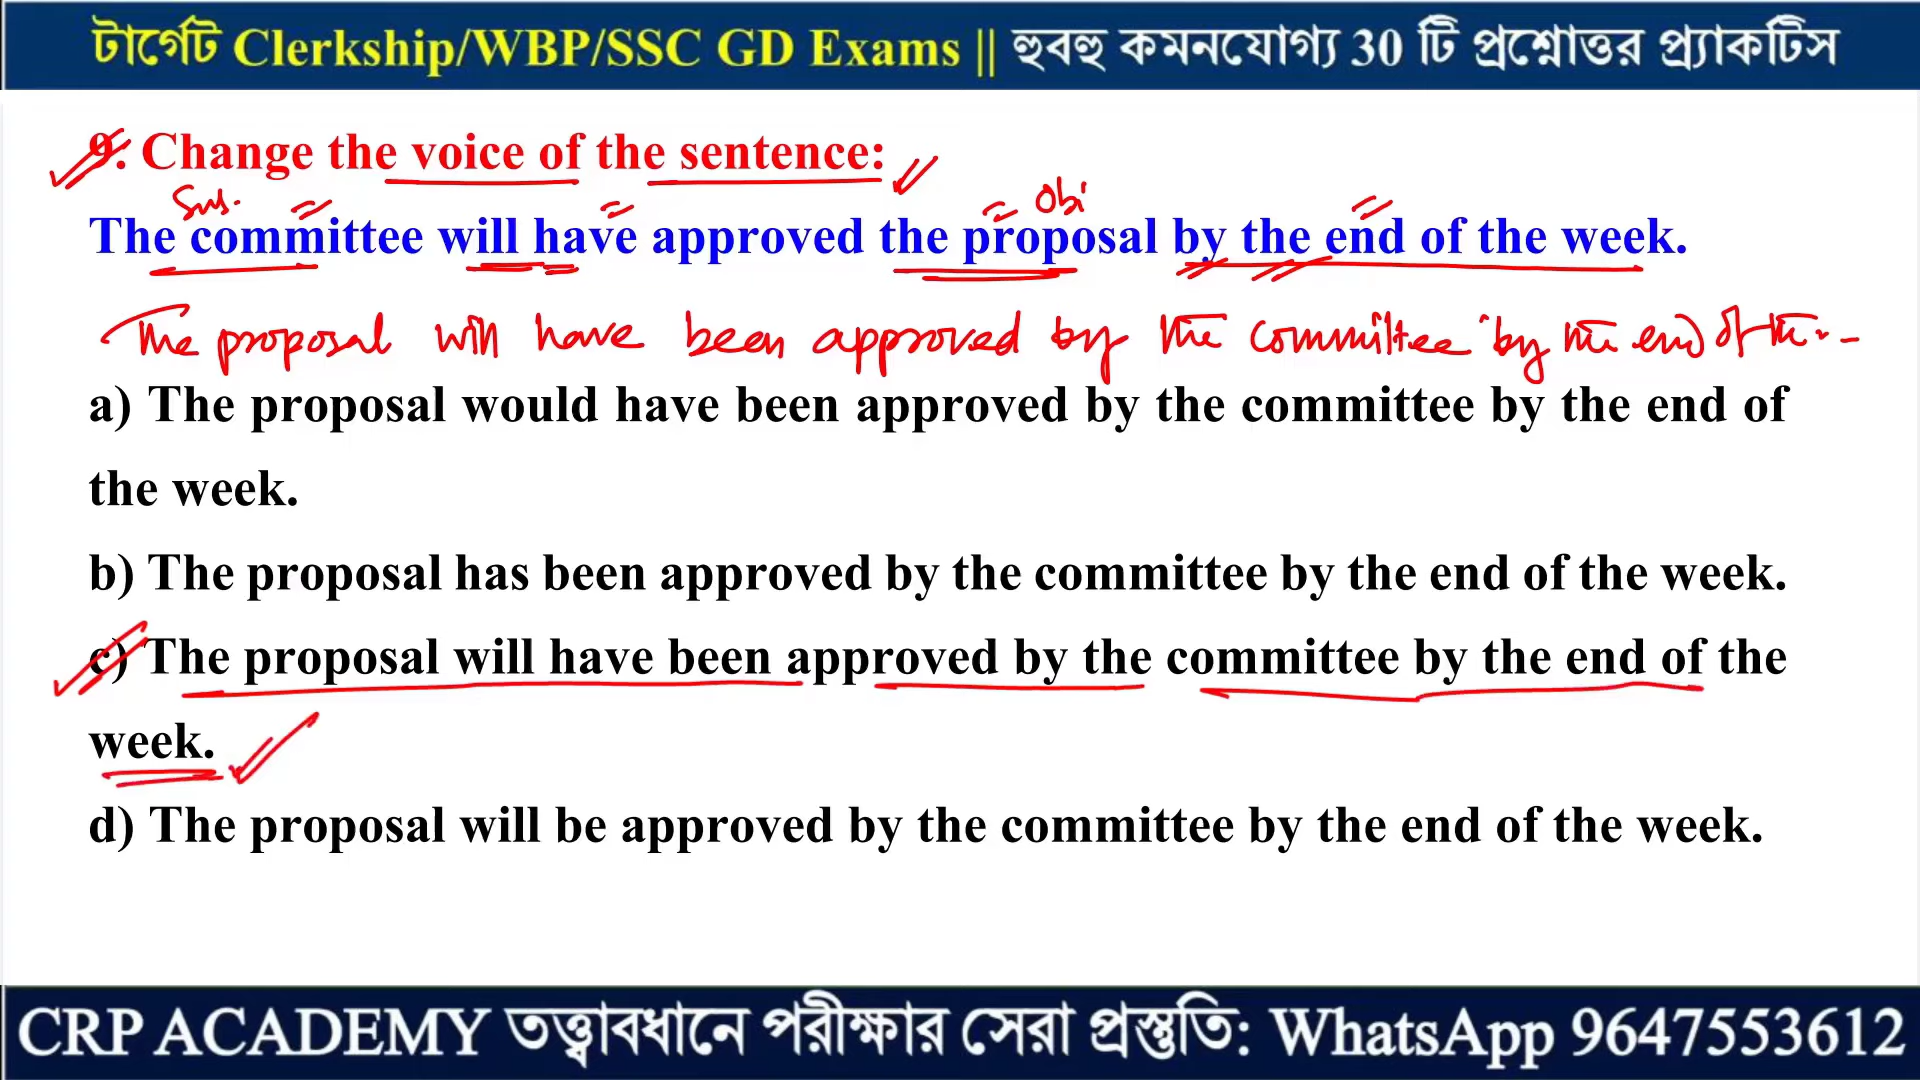 টার্গেট Clerkship/WBP/SSC GD Exams || হুবহু কমনযোগ্য 30 টি প্রশ্নোত্তর প্র্যাকটিস
9. Change the voice of the sentence:
Sub. Obj
The committee will have approved the proposal by the end of the week.
The proposal will have been approved by the committee by the end of the --
a) The proposal would have been approved by the committee by the end of
the week.
b) The proposal has been approved by the committee by the end of the week.
c) The proposal will have been approved by the committee by the end of the
week.
d) The proposal will be approved by the committee by the end of the week.
CRP ACADEMY তত্ত্বাবধানে পরীক্ষার সেরা প্রস্তুতি: WhatsApp 9647553612